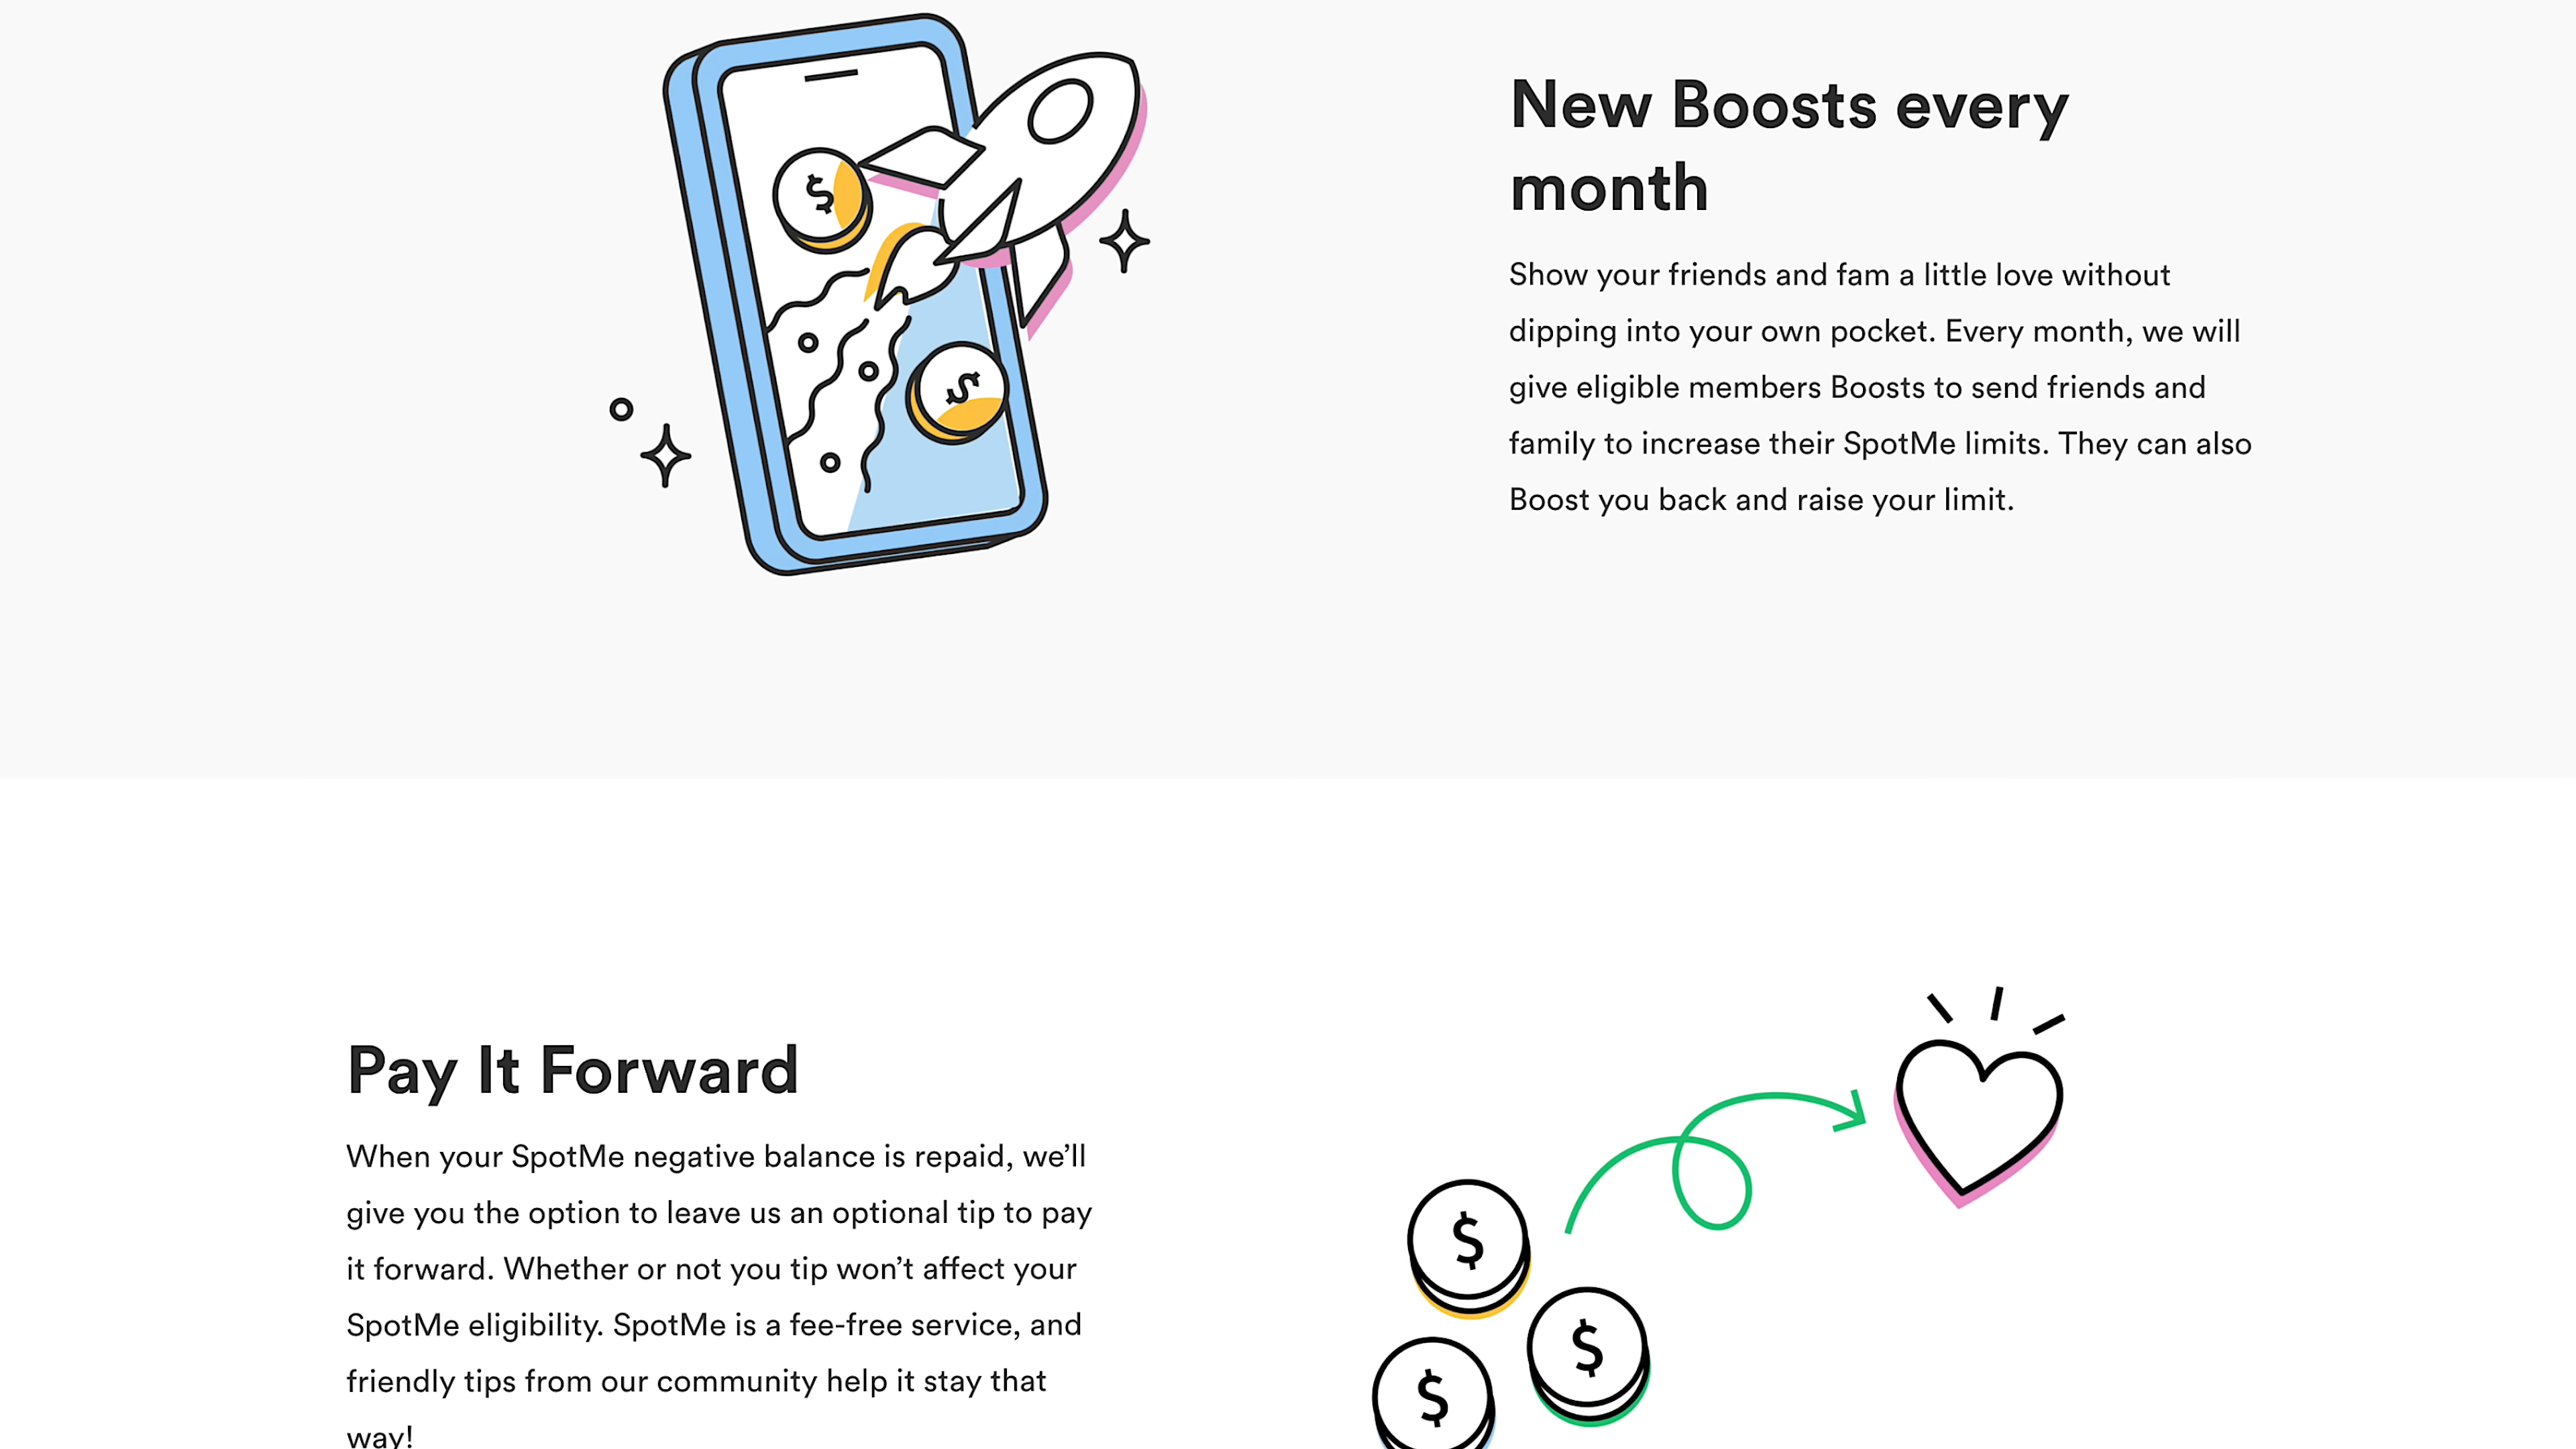 New Boosts every
month
Show your friends and fam a little love without
dipping into your own pocket. Every month, we will
give eligible members Boosts to send friends and
family to increase their SpotMe limits. They can also
Boost you back and raise your limit.
$
$
Pay It Forward
When your SpotMe negative balance is repaid, we’ll
give you the option to leave us an optional tip to pay
it forward. Whether or not you tip won’t affect your
SpotMe eligibility. SpotMe is a fee-free service, and
friendly tips from our community help it stay that
way!
$
$
$